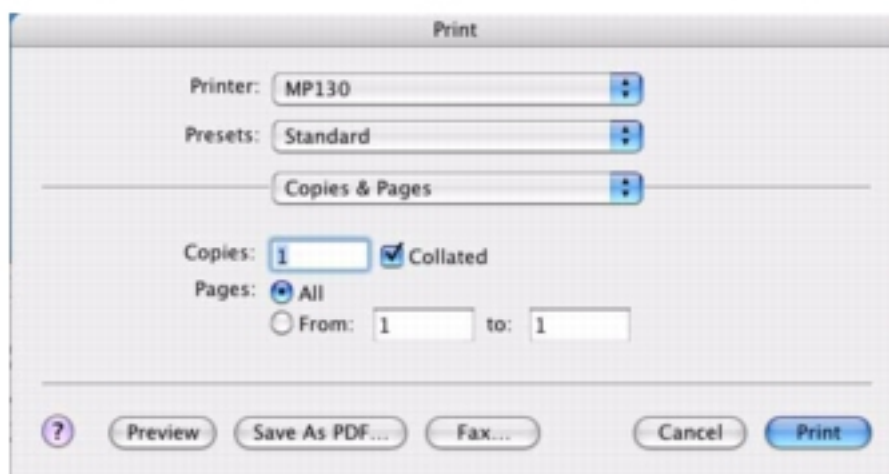 Print
Printer: MP130
Presets: Standard
Copies & Pages
Copies: 1 Collated
Pages: All
From: 1 to: 1
? Preview Save As PDF... Fax... Cancel Print